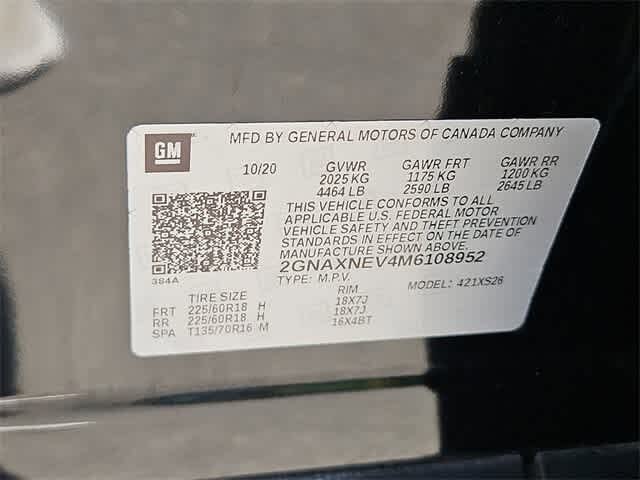 GM
MFD BY GENERAL MOTORS OF CANADA COMPANY
10/20 GVWR GAWR FRT GAWR RR
2025 KG 1175 KG 1200 KG
4464 LB 2590 LB 2645 LB
THIS VEHICLE CONFORMS TO ALL
APPLICABLE U.S. FEDERAL MOTOR
VEHICLE SAFETY AND THEFT
PREVENTION STANDARDS IN
EFFECT ON THE DATE OF
MANUFACTURE SHOWN ABOVE.
2GNAXNEV4M6108952
384A
TYPE: M.P.V. MODEL: 421XS26
TIRE SIZE RIM
FRT 225/60R18 H 18X7J
RR 225/60R18 H 18X7J
SPA T135/70R16 M 16X4BT